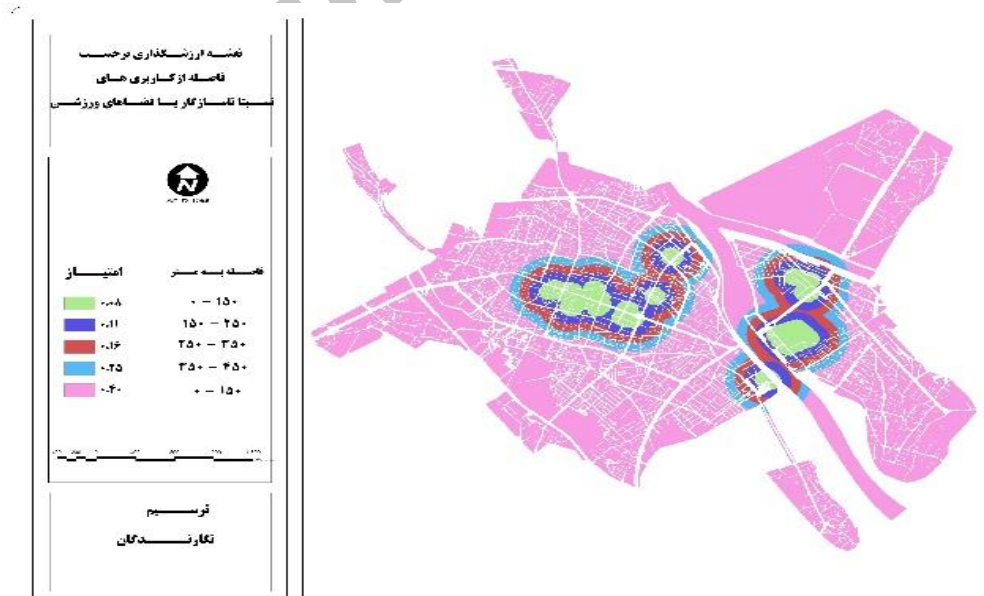 نقشه ارزشگذاری برحسب
فاصله از کاربری های
نسبتا ناسازگار با فضاهای ورزشی
N
امتیاز فاصله به متر
۰.۰۸ ۰ – ۱۵۰
۰.۱۱ ۱۵۰ – ۲۵۰
۰.۱۶ ۲۵۰ – ۳۵۰
۰.۲۵ ۳۵۰ – ۴۵۰
۰.۴۰ ۰ – ۱۵۰
ترسیم
نگارندگان